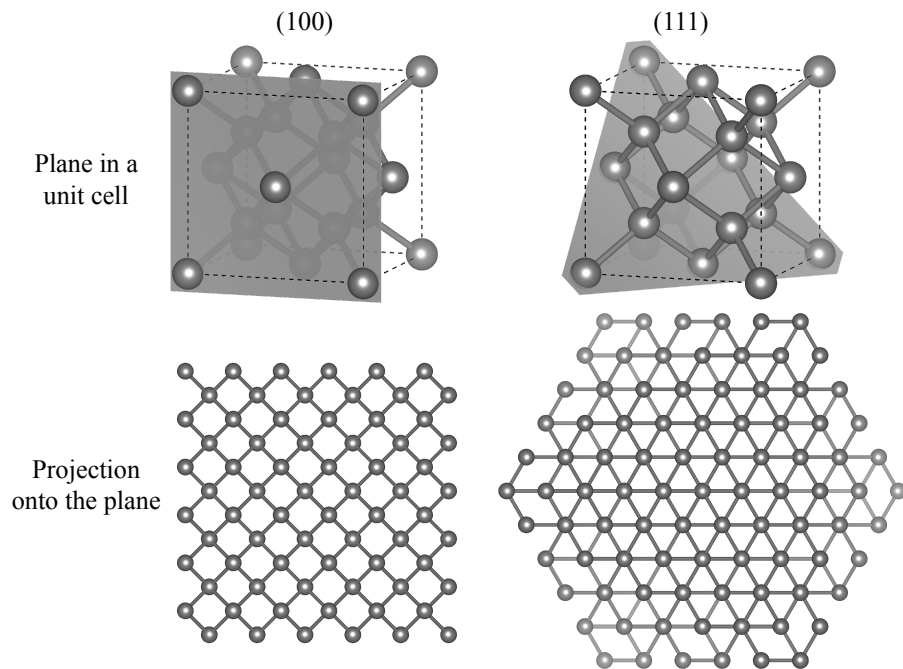 (100)
(111)
Plane in a
unit cell
Projection
onto the plane